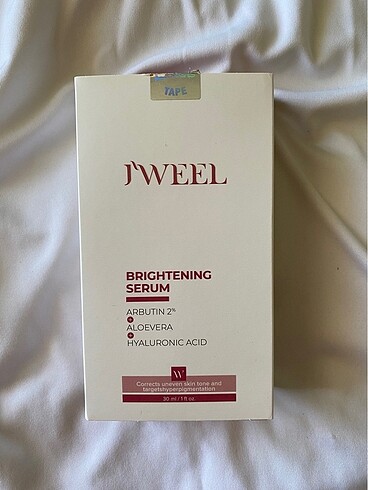 TAPE
J'WEEL
BRIGHTENING
SERUM
ARBUTIN 2%
+
ALOEVERA
+
HYALURONIC ACID
W
Corrects uneven skin tone and
targetshyperpigmentation
30 ml / 1 fl oz